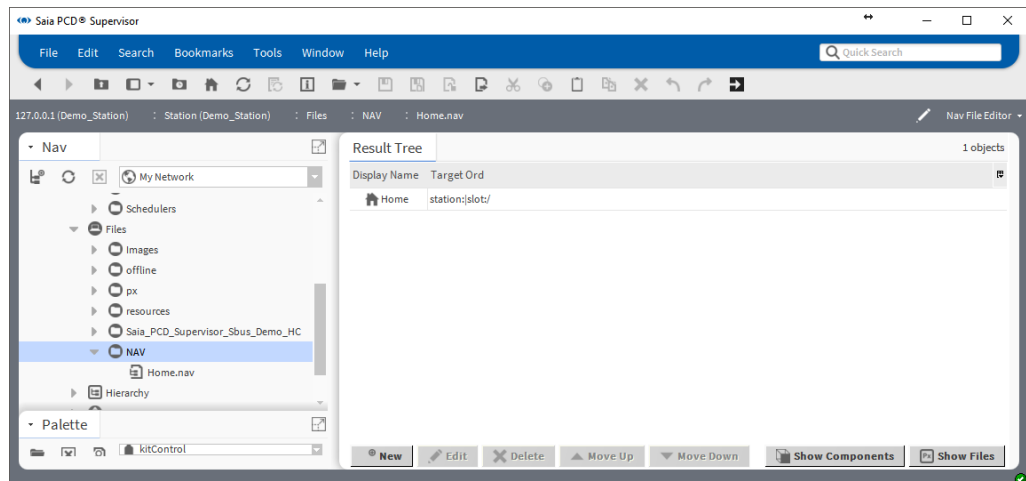 Saia PCD® Supervisor
File Edit Search Bookmarks Tools Window Help
Quick Search
127.0.0.1 (Demo_Station) : Station (Demo_Station) : Files : NAV : Home.nav
Nav File Editor
Nav
My Network
Schedulers
Files
Images
offline
px
resources
Saia_PCD_Supervisor_Sbus_Demo_HC
NAV
Home.nav
Hierarchy
Palette
kitControl
Result Tree
1 objects
Display Name Target Ord
Home station:|slot:/
New Edit Delete Move Up Move Down Show Components Px Show Files